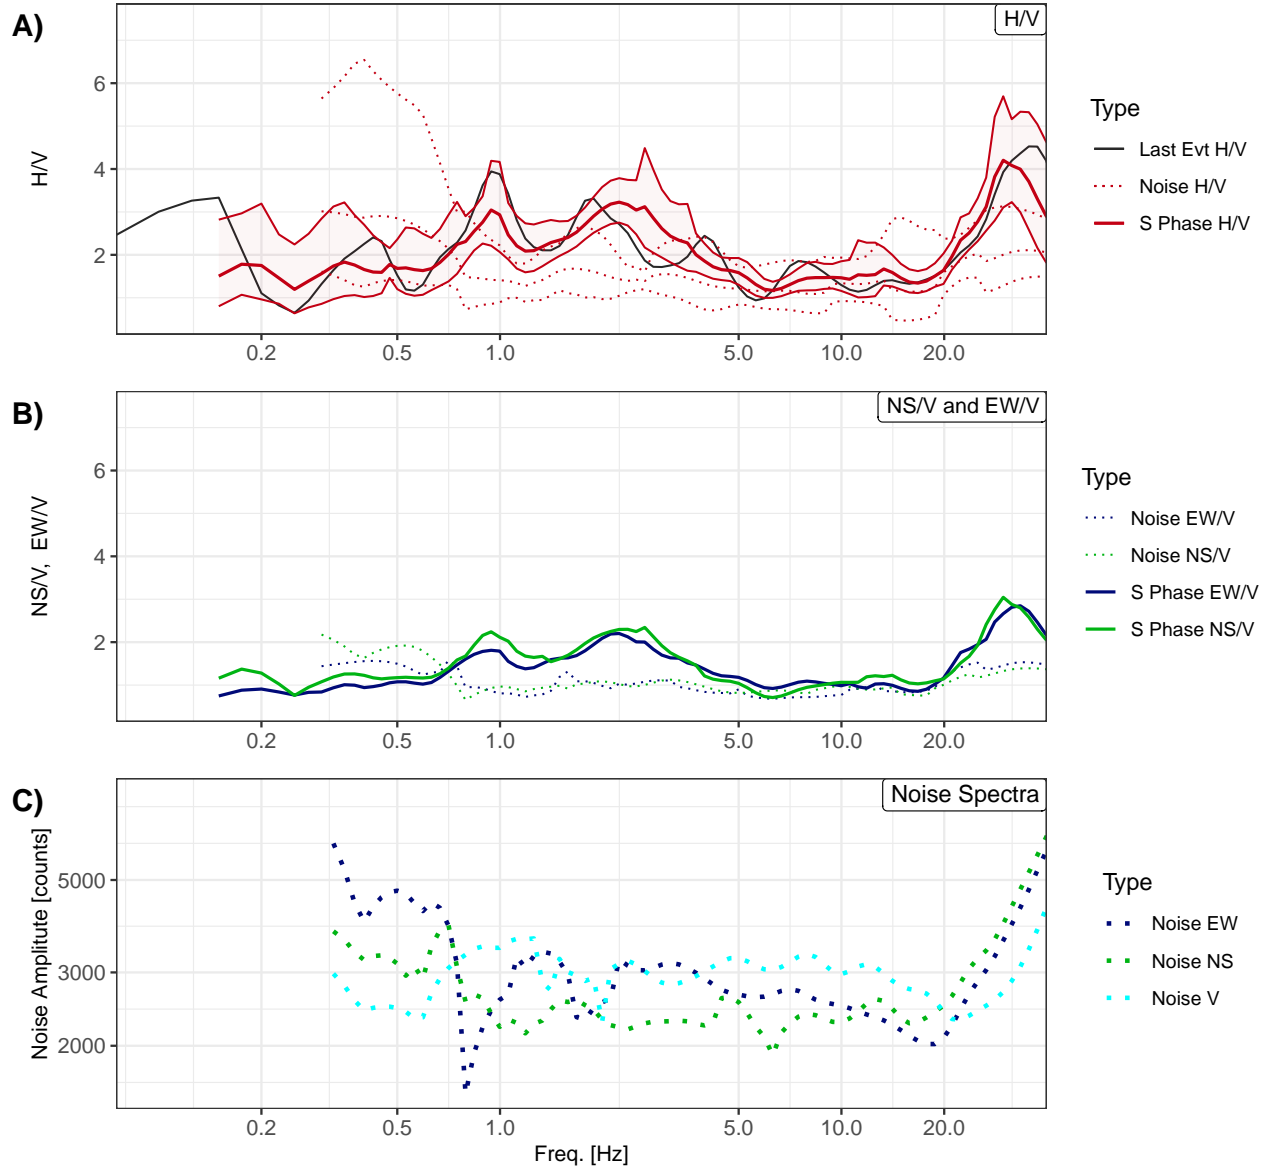 A)
H/V
6
4
2
H/V
0.2 0.5 1.0 5.0 10.0 20.0
Type
Last Evt H/V
Noise H/V
S Phase H/V
B)
NS/V and EW/V
6
4
2
NS/V, EW/V
0.2 0.5 1.0 5.0 10.0 20.0
Type
Noise EW/V
Noise NS/V
S Phase EW/V
S Phase NS/V
C)
Noise Spectra
5000
3000
2000
Noise Amplitute [counts]
0.2 0.5 1.0 5.0 10.0 20.0
Freq. [Hz]
Type
Noise EW
Noise NS
Noise V